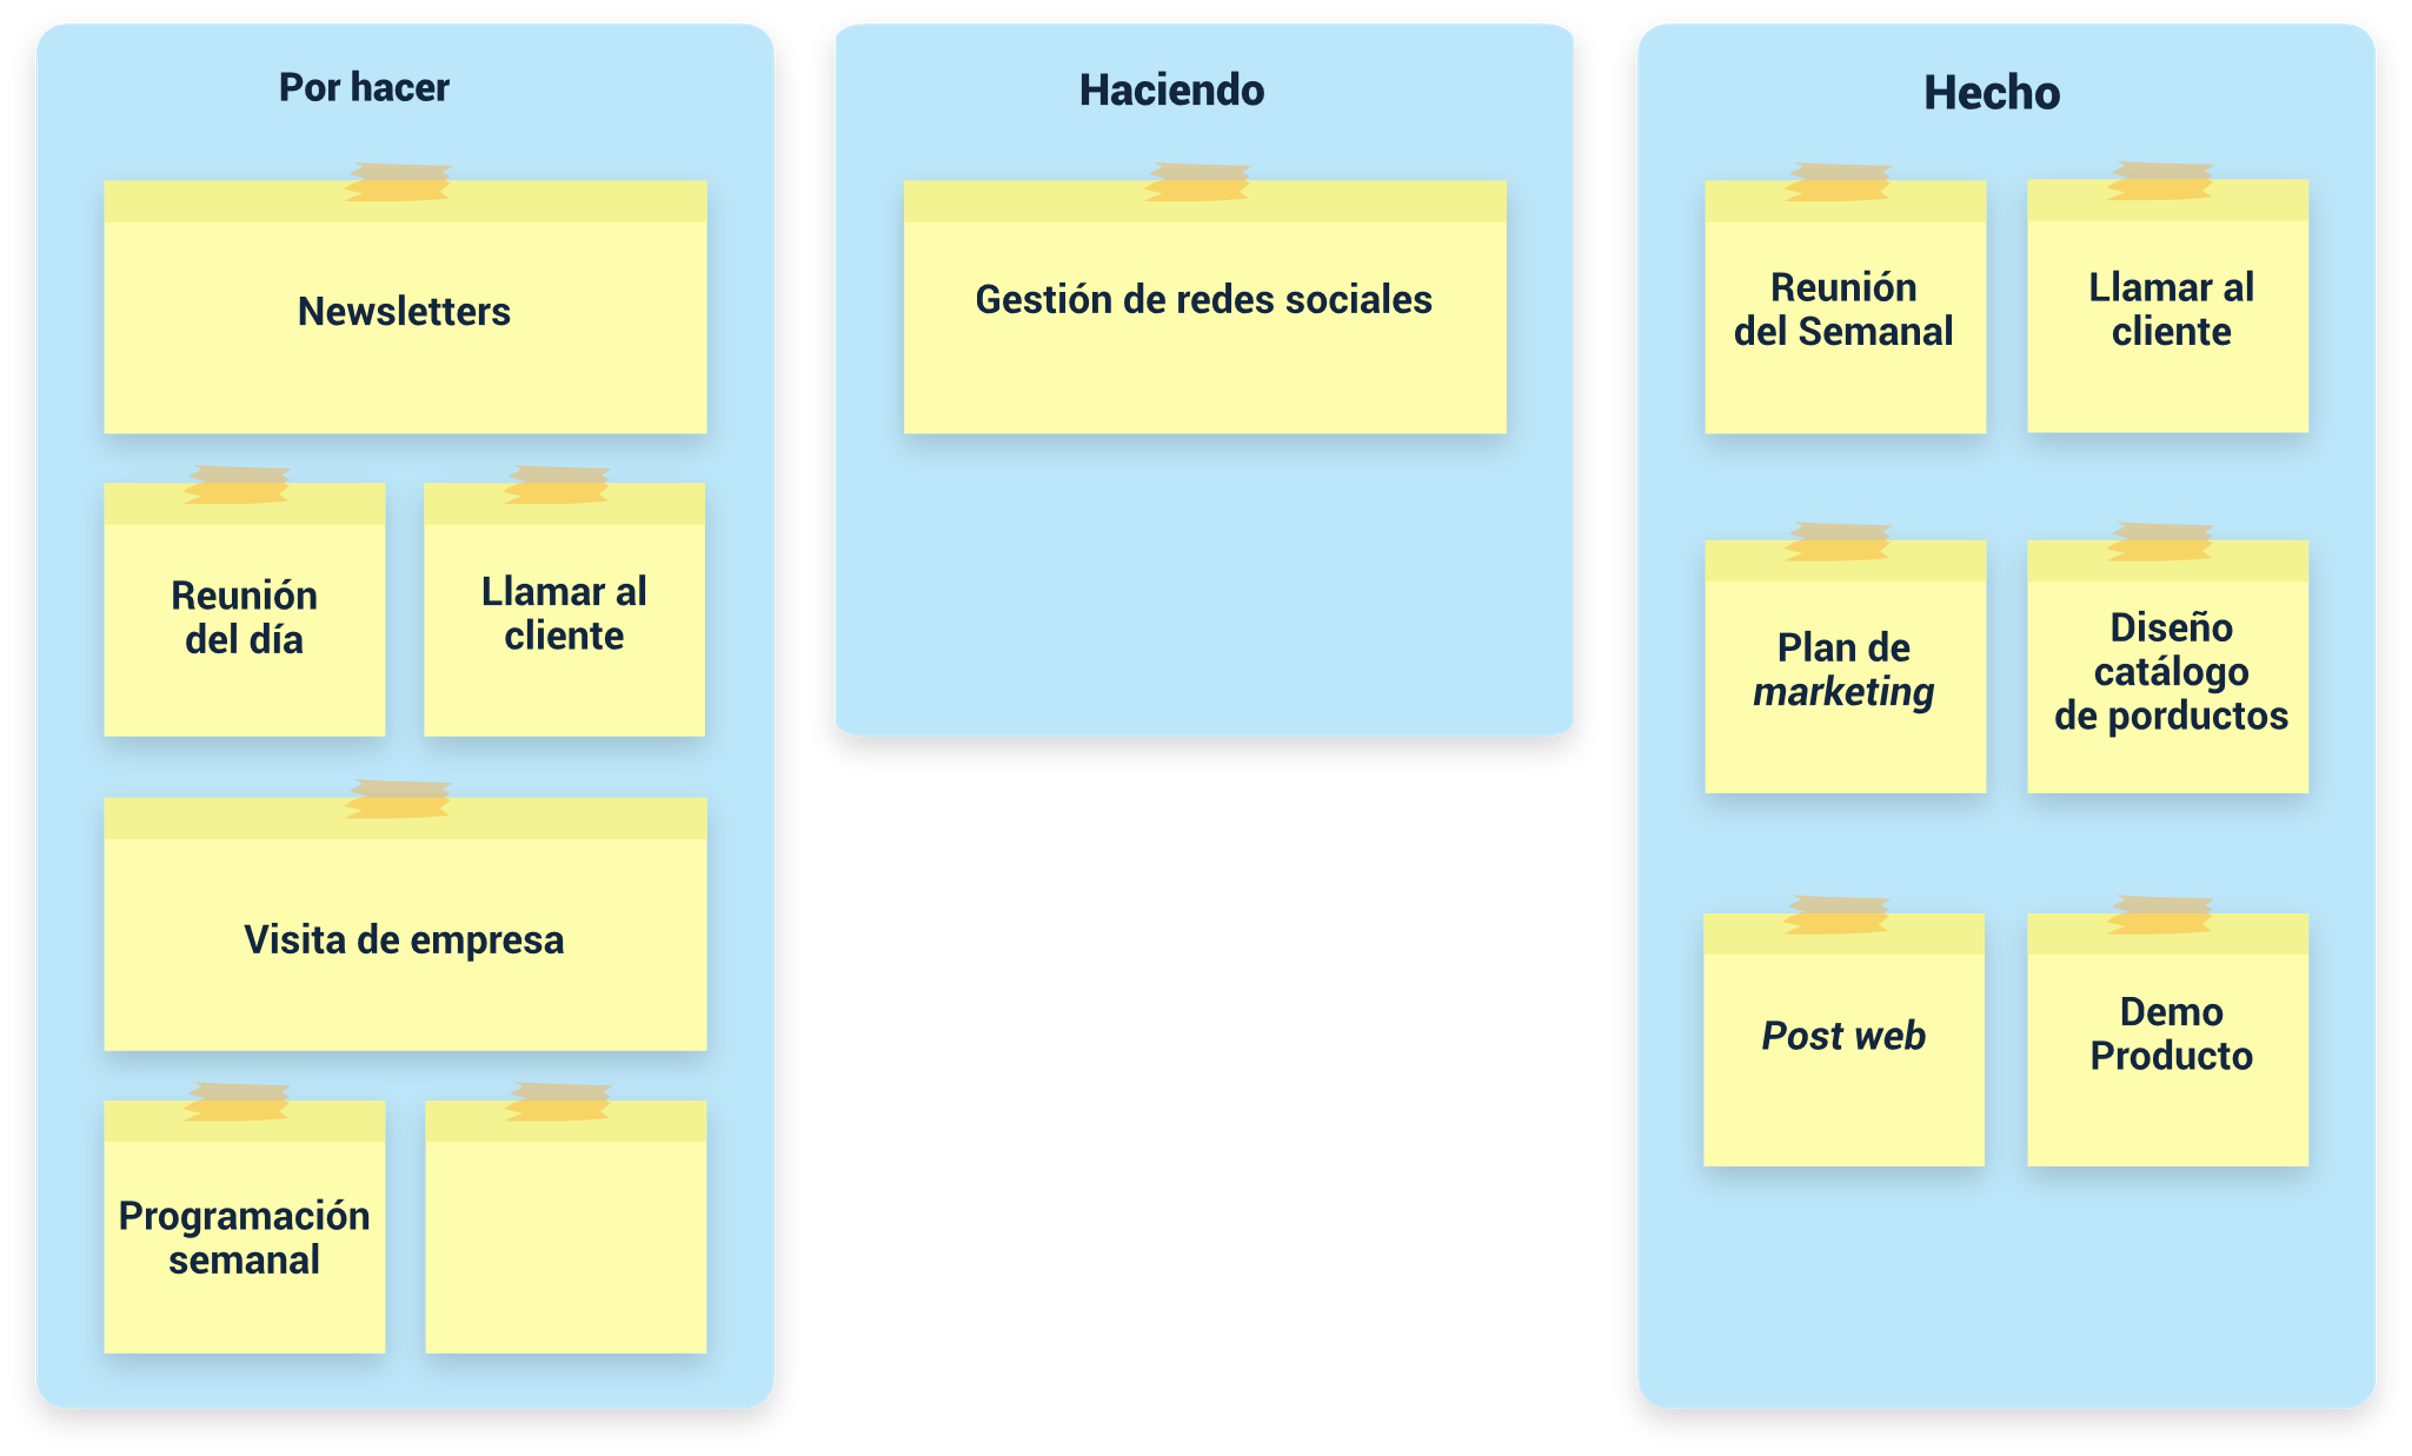 Por hacer
Newsletters
Reunión
del día
Llamar al
cliente
Visita de empresa
Programación
semanal
Haciendo
Gestión de redes sociales
Hecho
Reunión
del Semanal
Llamar al
cliente
Plan de
marketing
Diseño
catálogo
de porductos
Post web
Demo
Producto